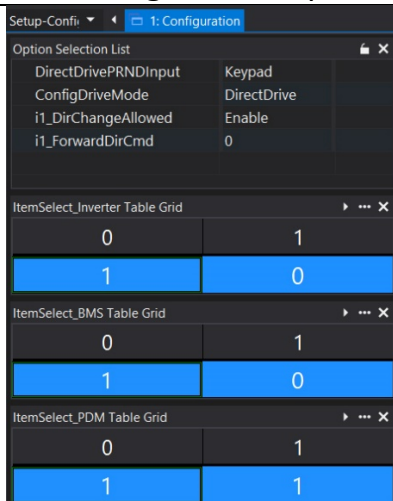 Setup-Config 1: Configuration
Option Selection List
DirectDrivePRNDInput Keypad
ConfigDriveMode DirectDrive
i1_DirChangeAllowed Enable
i1_ForwardDirCmd 0
ItemSelect_Inverter Table Grid
0 1
1 0
ItemSelect_BMS Table Grid
0 1
1 0
ItemSelect_PDM Table Grid
0 1
1 1